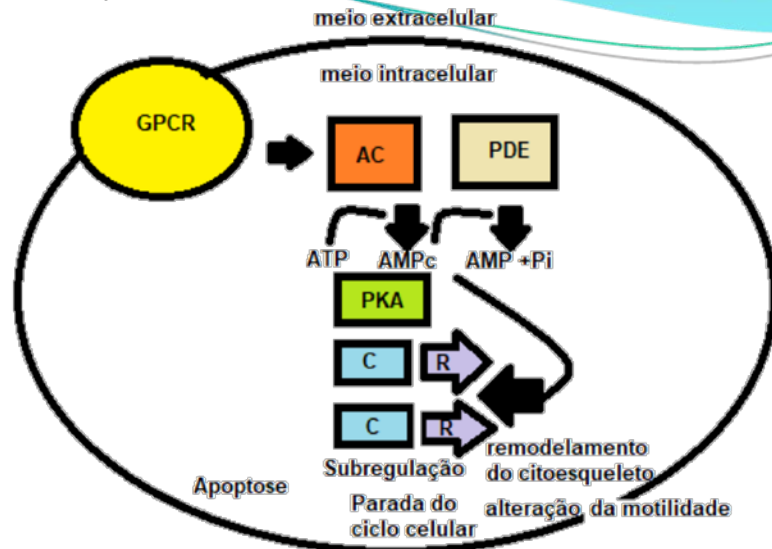 meio extracelular
meio intracelular
GPCR
AC
PDE
ATP
AMPc
AMP +Pi
PKA
C
R
C
R
Subregulação
remodelamento
do citoesqueleto
Apoptose
Parada do
ciclo celular
alteração da motilidade